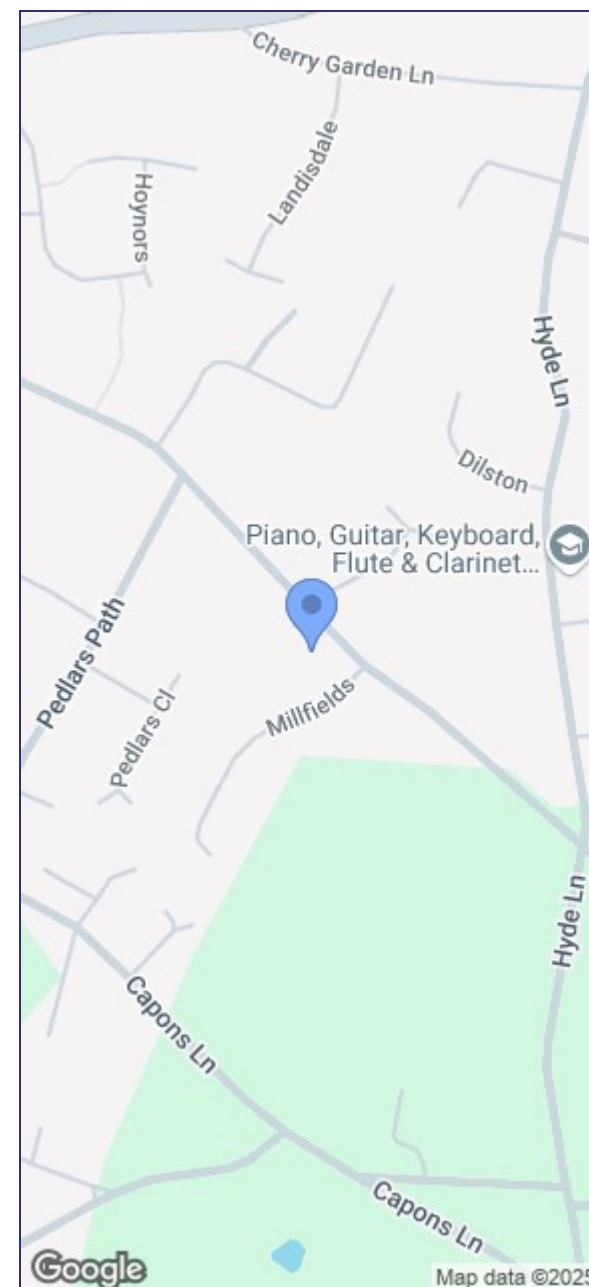 Cherry Garden Ln
Landisdale
Hoynors
Hyde Ln
Dilston
Piano, Guitar, Keyboard,
Flute & Clarinet...
Pedlars Path
Millfields
Pedlars Cl
Hyde Ln
Capons Ln
Capons Ln
Google
Map data ©2025